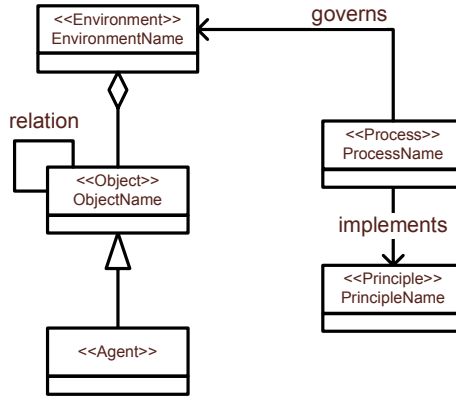 <<Environment>>
EnvironmentName
governs
relation
<<Process>>
ProcessName
<<Object>>
ObjectName
implements
<<Principle>>
PrincipleName
<<Agent>>